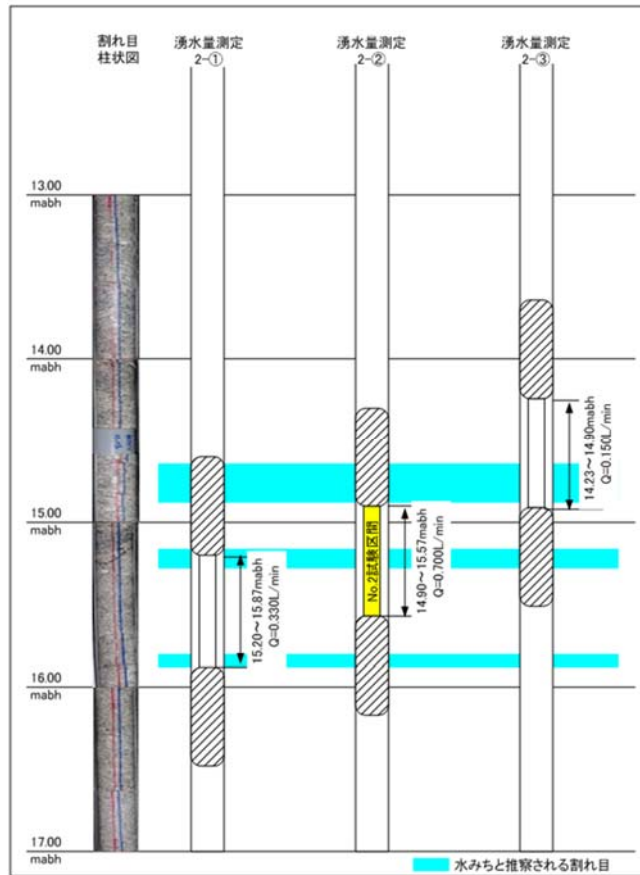 割れ目
柱状図
湧水量測定
2-①
湧水量測定
2-②
湧水量測定
2-③
13.00
mabh
14.00
mabh
15.00
mabh
16.00
mabh
17.00
mabh
15.20～15.87mabh
Q=0.330L/min
No.2試験区間
14.90～15.57mabh
Q=0.700L/min
14.23～14.90mabh
Q=0.150L/min
水みちと推察される割れ目